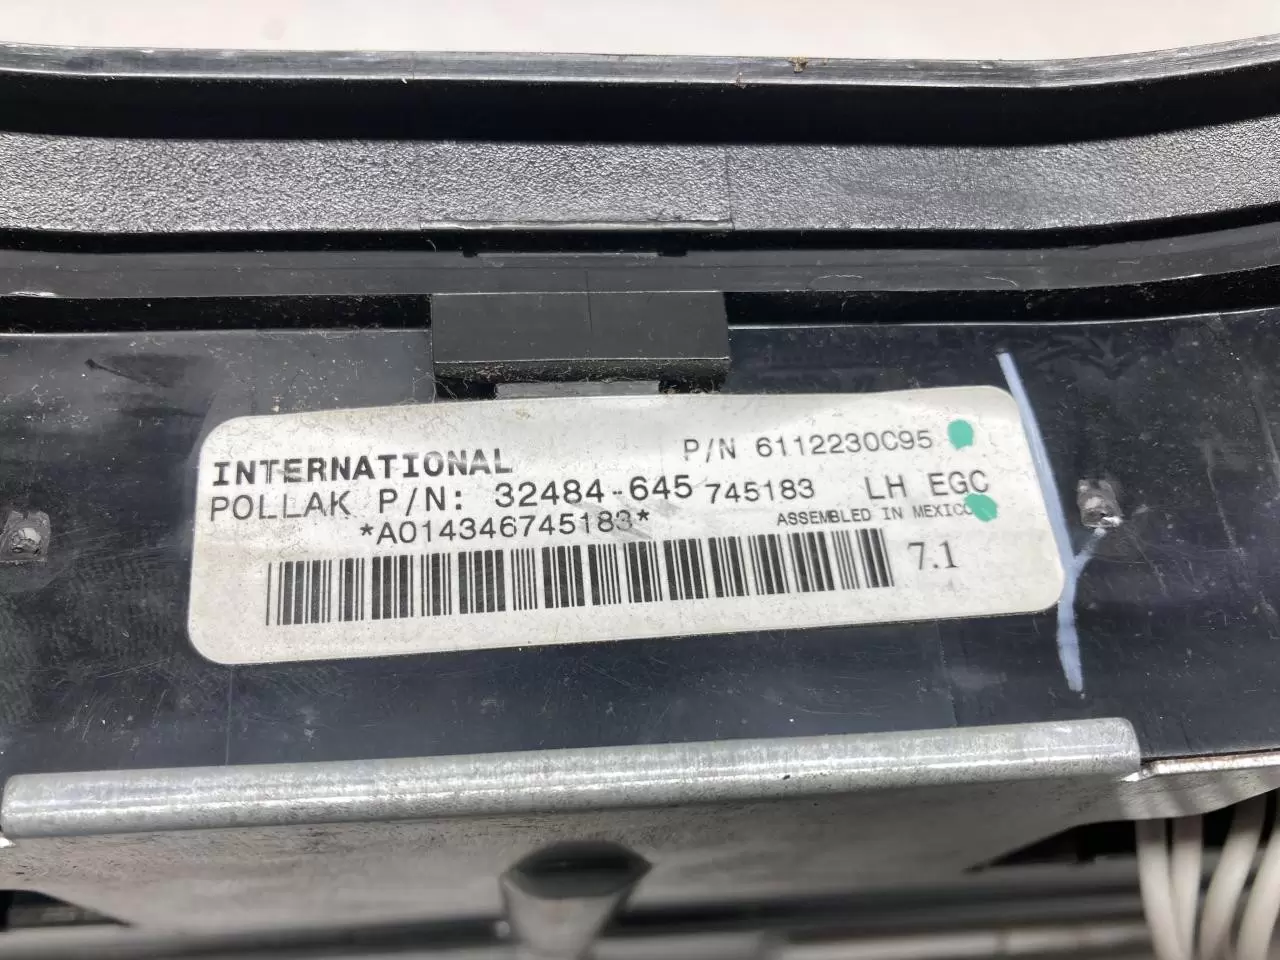 INTERNATIONAL P/N 6112230C95
POLLAK P/N: 32484-645 745183 LH EGC
*A014346745183* ASSEMBLED IN MEXICO
7.1